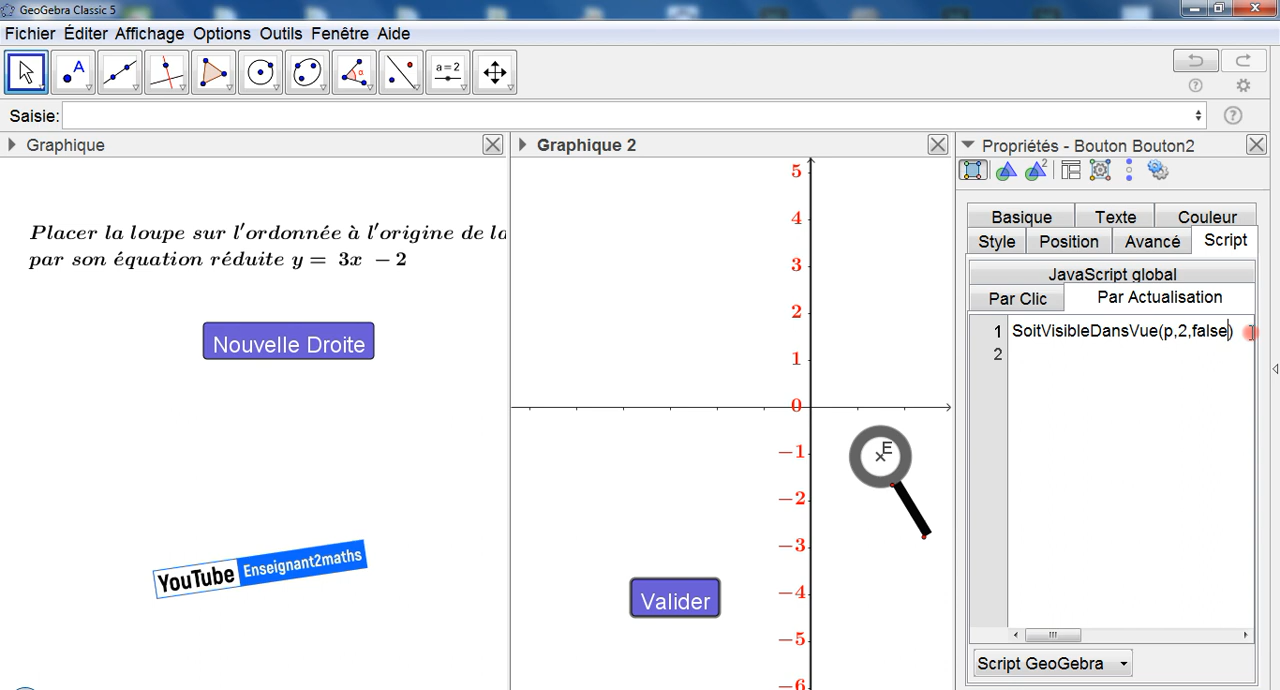 GeoGebra Classic 5
Fichier Éditer Affichage Options Outils Fenêtre Aide
A
α
a=2
Saisie:
Graphique
Graphique 2
Propriétés - Bouton Bouton2
2
Placer la loupe sur l'ordonnée à l'origine de la
par son équation réduite y = 3x − 2
Nouvelle Droite
YouTube Enseignant2maths
5
4
3
2
1
0
−1
−2
−3
−4
−5
−6
E
Valider
Basique Texte Couleur
Style Position Avancé Script
JavaScript global
Par Clic Par Actualisation
1 SoitVisibleDansVue(p,2,false)
2
Script GeoGebra